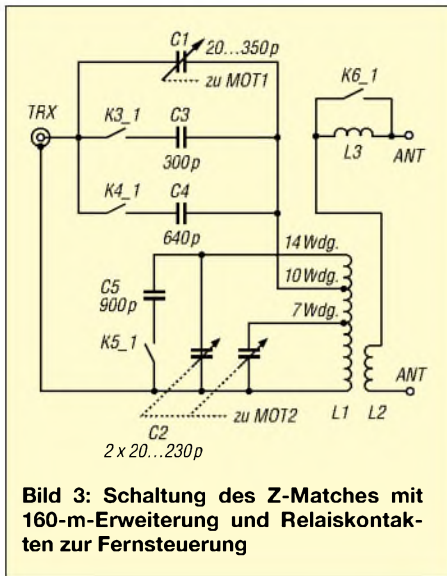 C1
20...350p
zu MOT1
K6_1
TRX
K3_1
C3
300p
L3
ANT
K4_1
C4
640p
14 Wdg.
10 Wdg.
C5
900p
7 Wdg.
K5_1
ANT
zu MOT2
L1
L2
C2
2 x 20...230p
Bild 3: Schaltung des Z-Matches mit
160-m-Erweiterung und Relaiskontak-
ten zur Fernsteuerung